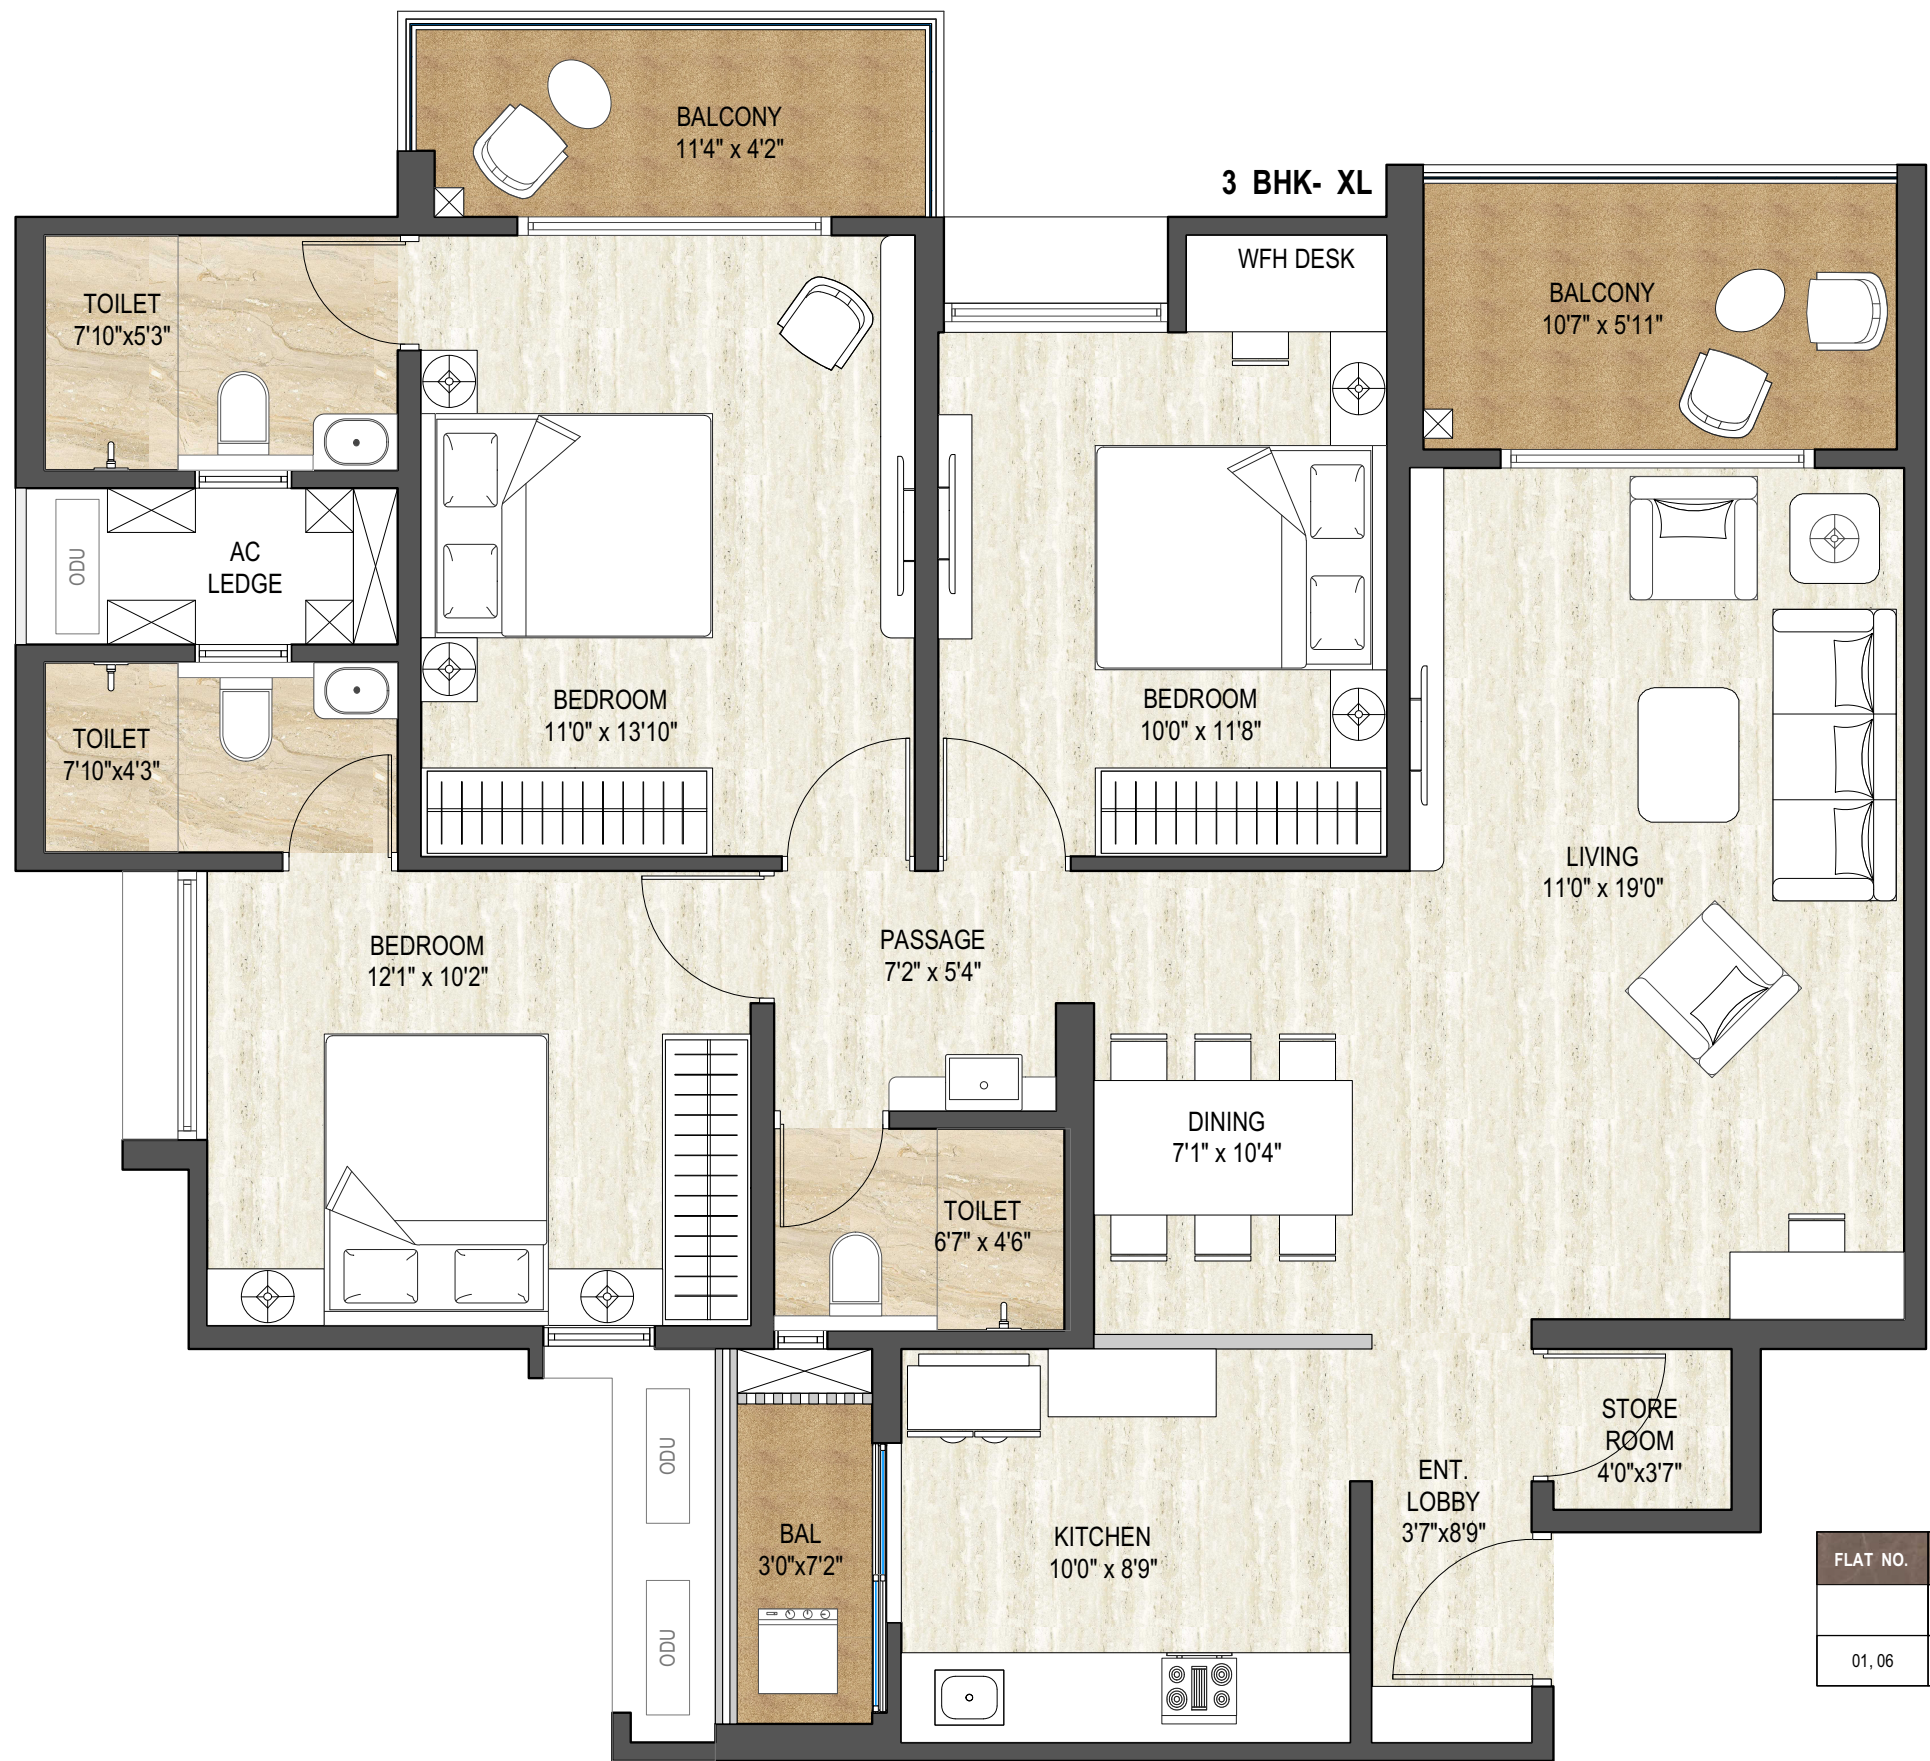 BALCONY
11'4" x 4'2"
3 BHK- XL
WFH DESK
TOILET
7'10"x5'3"
BALCONY
10'7" x 5'11"
ODU
AC
LEDGE
BEDROOM
11'0" x 13'10"
BEDROOM
10'0" x 11'8"
TOILET
7'10"x4'3"
LIVING
11'0" x 19'0"
BEDROOM
12'1" x 10'2"
PASSAGE
7'2" x 5'4"
DINING
7'1" x 10'4"
TOILET
6'7" x 4'6"
STORE
ROOM
4'0"x3'7"
ODU
ENT.
LOBBY
3'7"x8'9"
BAL
3'0"x7'2"
KITCHEN
10'0" x 8'9"
ODU
FLAT NO.
01, 06